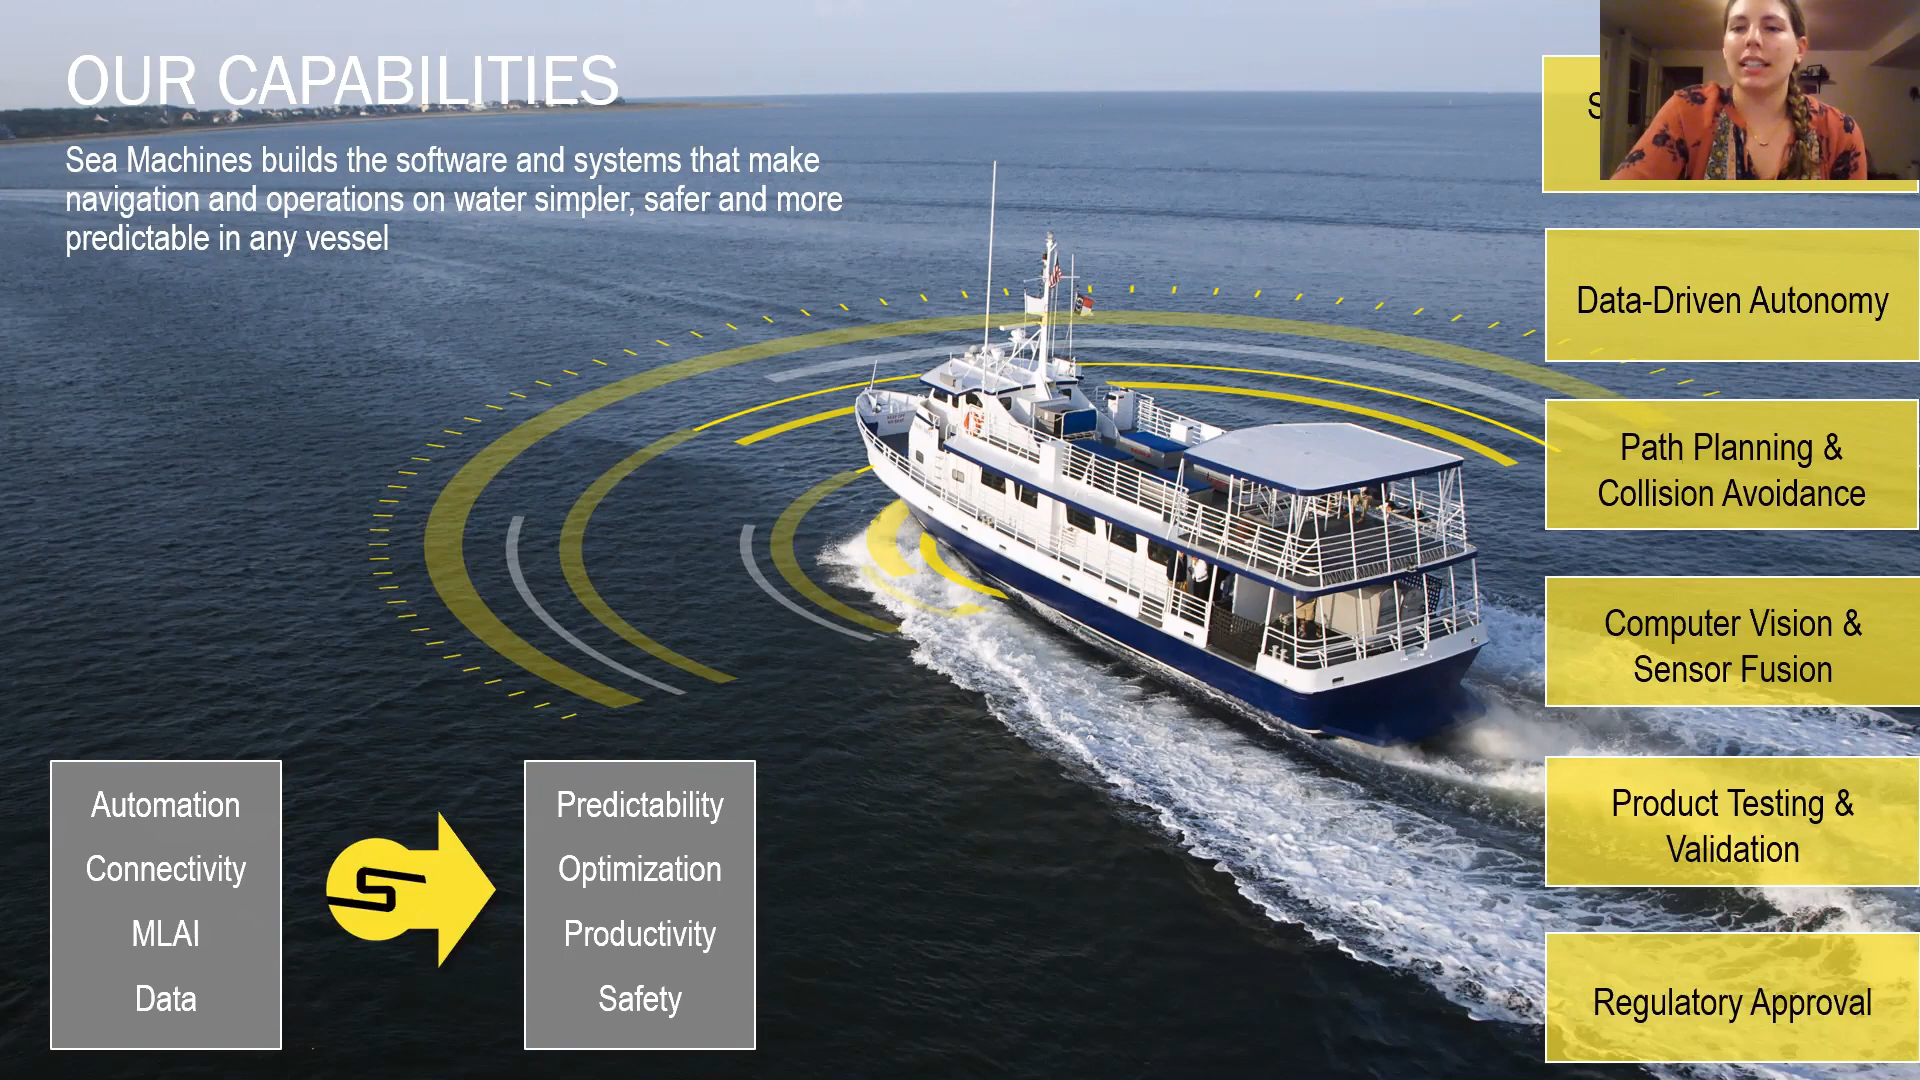 OUR CAPABILITIES
Sea Machines builds the software and systems that make
navigation and operations on water simpler, safer and more
predictable in any vessel
Data-Driven Autonomy
Path Planning &
Collision Avoidance
Computer Vision &
Sensor Fusion
Product Testing &
Validation
Regulatory Approval
Automation
Connectivity
MLAI
Data
Predictability
Optimization
Productivity
Safety